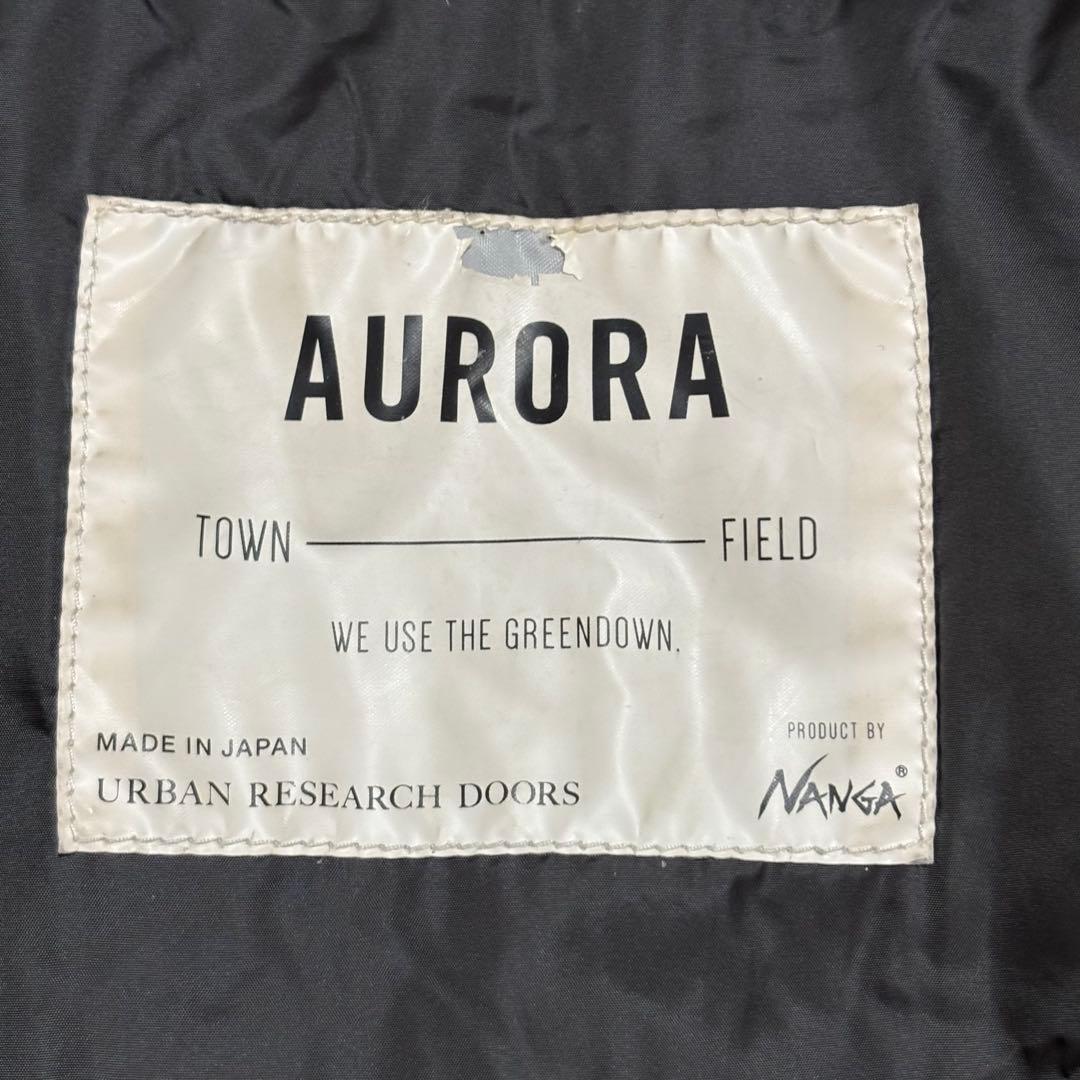 AURORA
TOWN FIELD
WE USE THE GREENDOWN.
MADE IN JAPAN
URBAN RESEARCH DOORS
PRODUCT BY
NANGA®